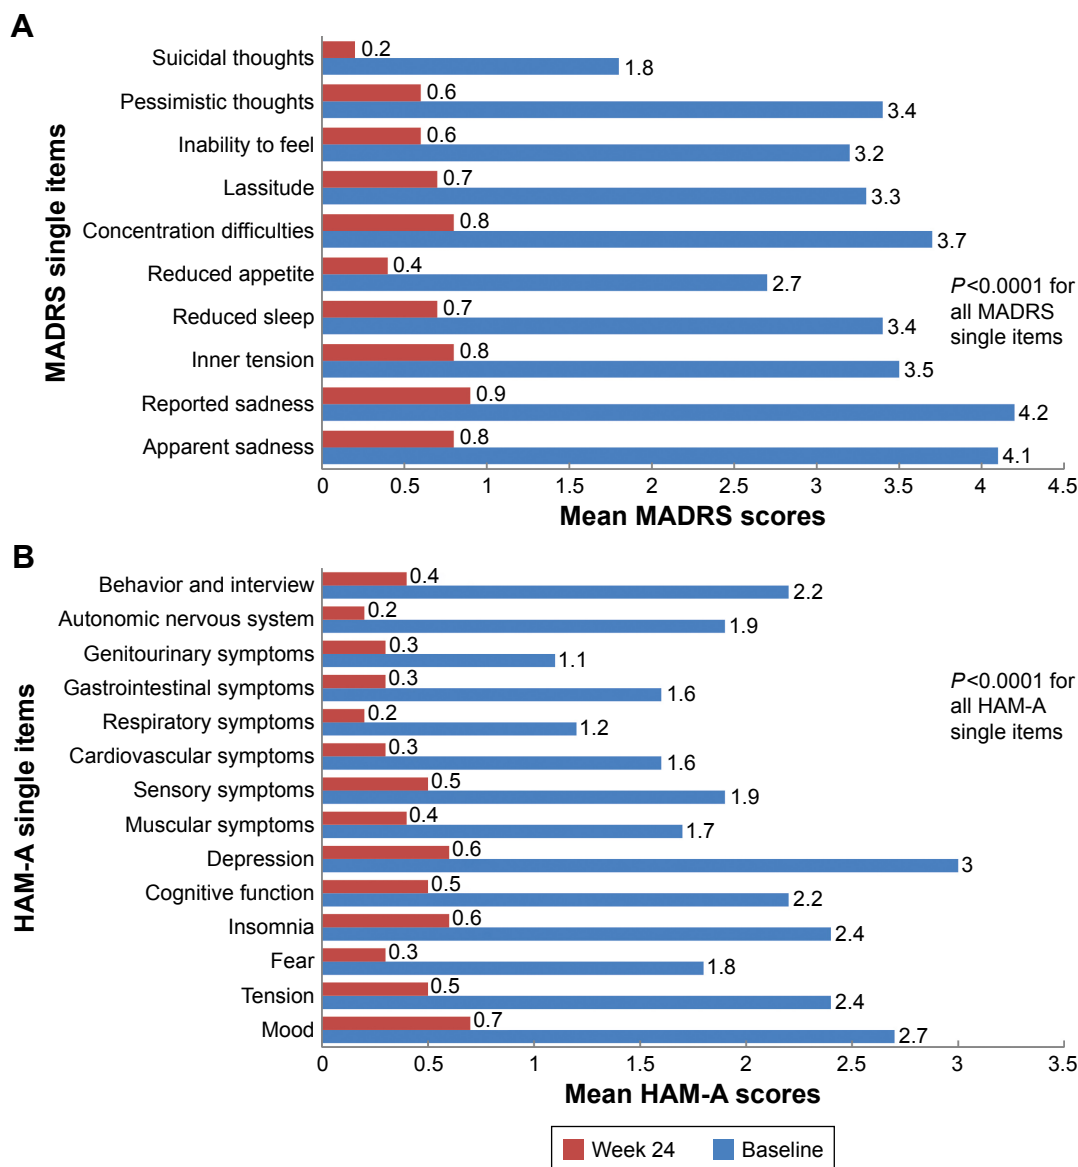 A
MADRS single items
Suicidal thoughts 0.2 1.8
Pessimistic thoughts 0.6 3.4
Inability to feel 0.6 3.2
Lassitude 0.7 3.3
Concentration difficulties 0.8 3.7
Reduced appetite 0.4 2.7
Reduced sleep 0.7 3.4
Inner tension 0.8 3.5
Reported sadness 0.9 4.2
Apparent sadness 0.8 4.1
P<0.0001 for
all MADRS
single items
0 0.5 1 1.5 2 2.5 3 3.5 4 4.5
Mean MADRS scores
B
HAM-A single items
Behavior and interview 0.4 2.2
Autonomic nervous system 0.2 1.9
Genitourinary symptoms 0.3 1.1
Gastrointestinal symptoms 0.3 1.6
Respiratory symptoms 0.2 1.2
Cardiovascular symptoms 0.3 1.6
Sensory symptoms 0.5 1.9
Muscular symptoms 0.4 1.7
Depression 0.6 3
Cognitive function 0.5 2.2
Insomnia 0.6 2.4
Fear 0.3 1.8
Tension 0.5 2.4
Mood 0.7 2.7
P<0.0001 for
all HAM-A
single items
0 0.5 1 1.5 2 2.5 3 3.5
Mean HAM-A scores
Week 24 Baseline